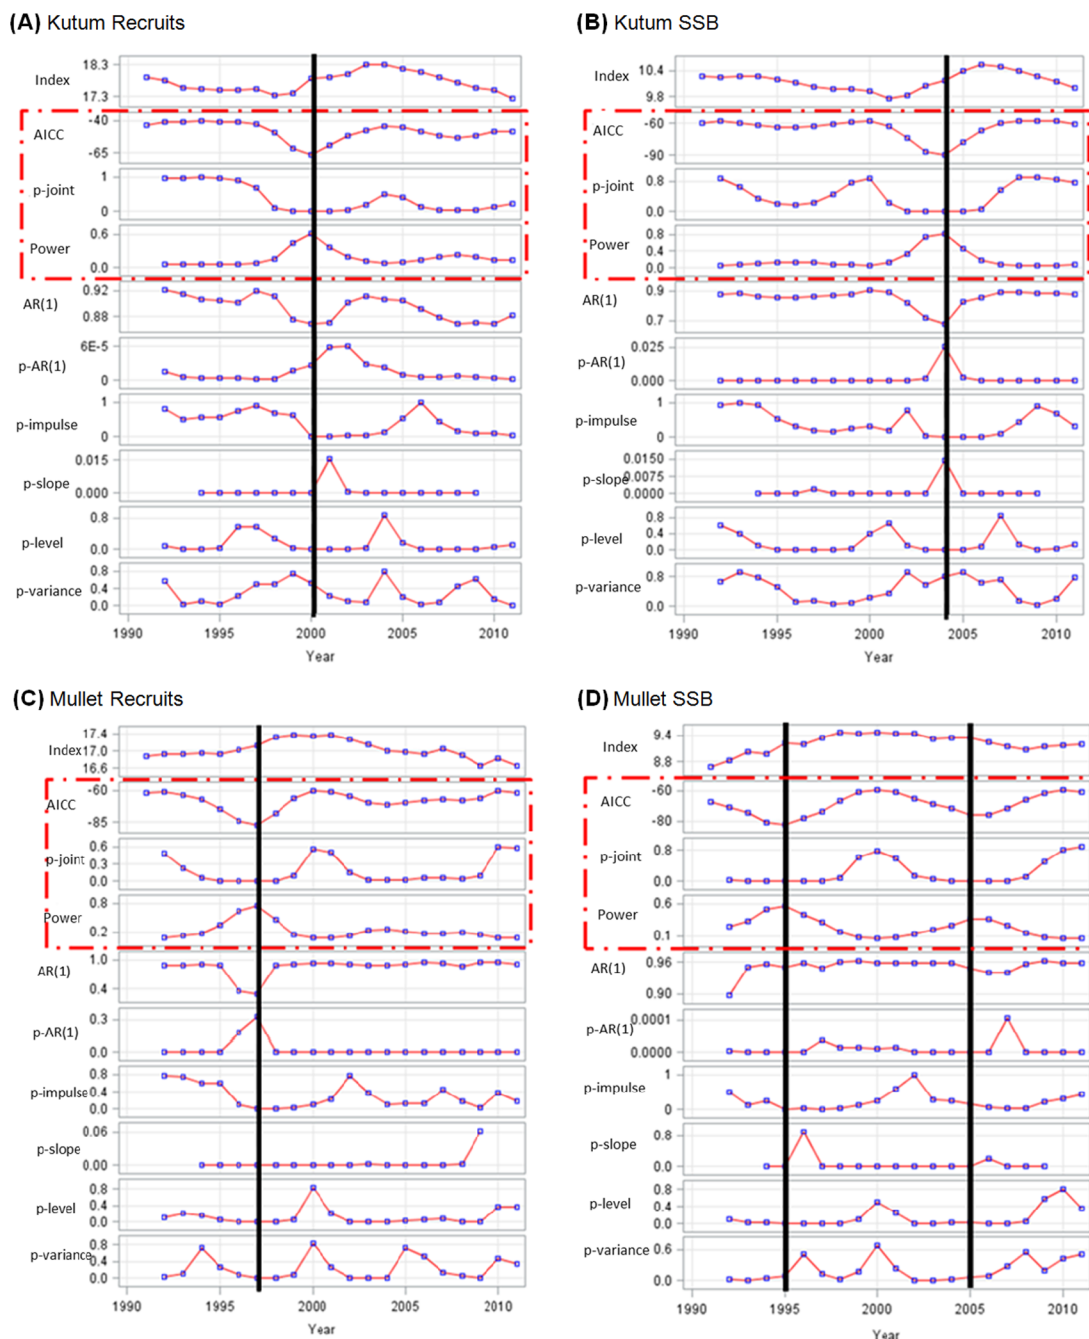 (A) Kutum Recruits
Index
18.3
17.3
AICC
-40
-65
p-joint
1
0
Power
0.6
0.0
AR(1)
0.92
0.88
p-AR(1)
6E-5
0
p-impulse
1
0
p-slope
0.015
0.000
p-level
0.8
0.0
p-variance
0.8
0.4
0.0
1990 1995 2000 2005 2010
Year
(B) Kutum SSB
Index
10.4
9.8
AICC
-60
-90
p-joint
0.8
0.0
Power
0.8
0.4
0.0
AR(1)
0.9
0.7
p-AR(1)
0.025
0.000
p-impulse
1
0
p-slope
0.0150
0.0075
0.0000
p-level
0.8
0.4
0.0
p-variance
0.8
0.0
1990 1995 2000 2005 2010
Year
(C) Mullet Recruits
Index
17.4
17.0
16.6
AICC
-60
-85
p-joint
0.6
0.3
0.0
Power
0.8
0.2
AR(1)
1.0
0.4
p-AR(1)
0.3
0.0
p-impulse
0.8
0.4
0.0
p-slope
0.06
0.00
p-level
0.8
0.4
0.0
p-variance
0.8
0.4
0.0
1990 1995 2000 2005 2010
Year
(D) Mullet SSB
Index
9.4
8.8
AICC
-60
-80
p-joint
0.8
0.0
Power
0.6
0.1
AR(1)
0.96
0.90
p-AR(1)
0.0001
0.0000
p-impulse
1
0
p-slope
0.8
0.0
p-level
0.8
0.4
0.0
p-variance
0.6
0.0
1990 1995 2000 2005 2010
Year